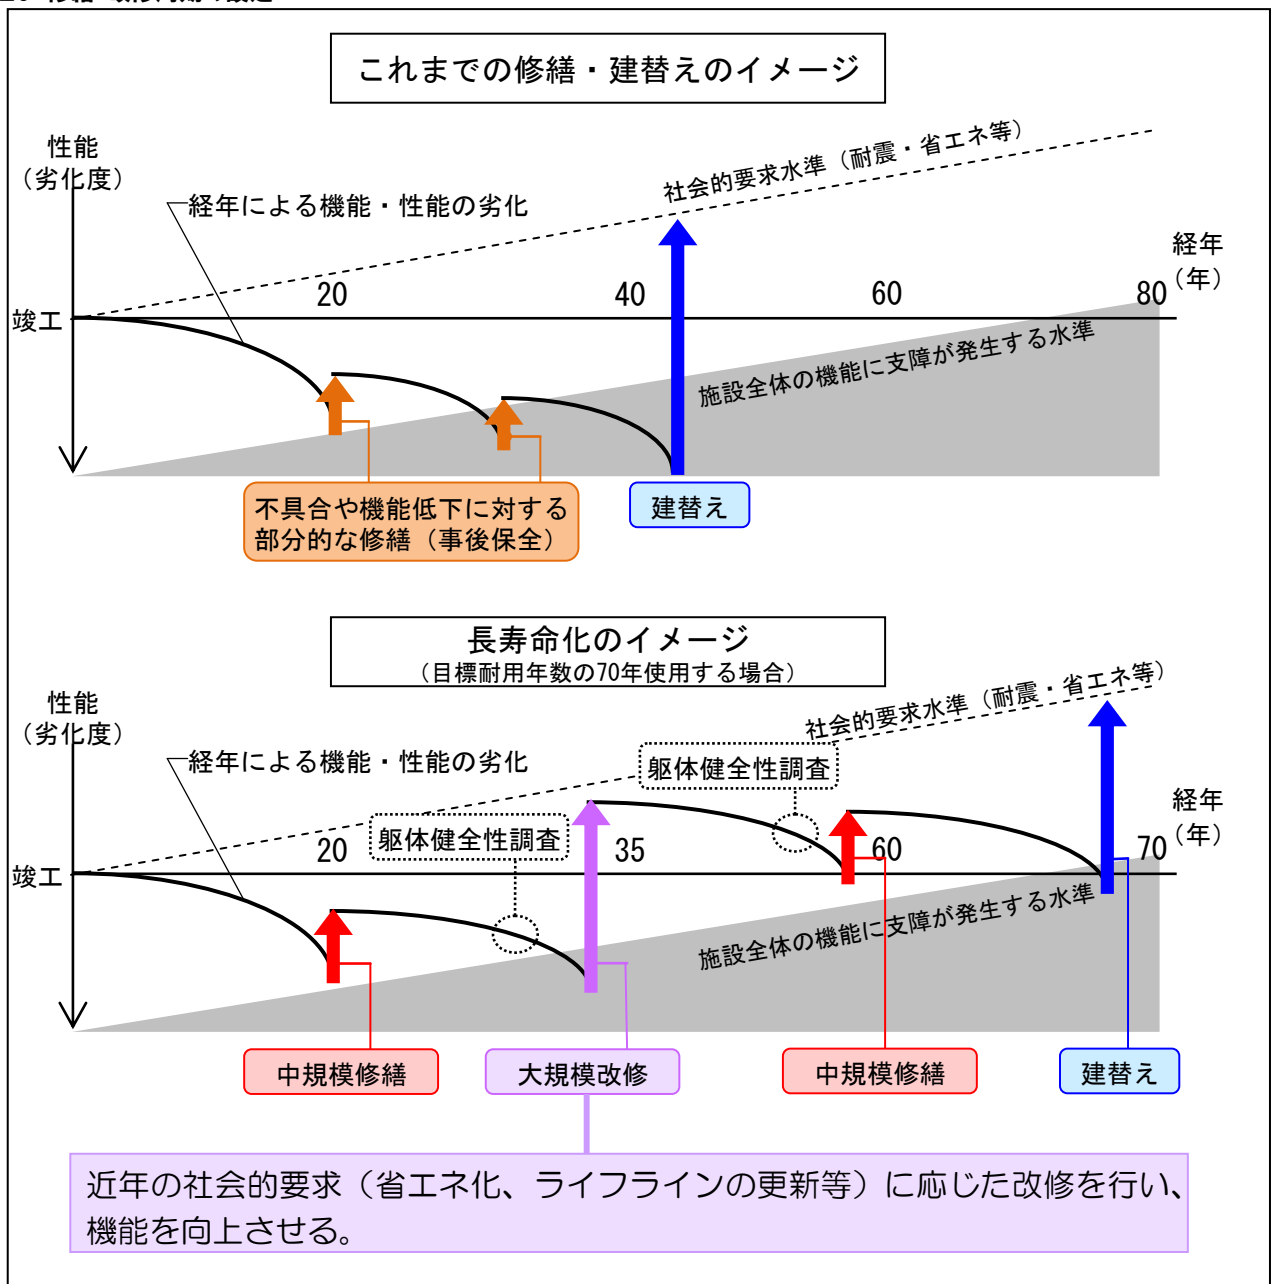 これまでの修繕・建替えのイメージ
性能
（劣化度）
経年による機能・性能の劣化
社会的要求水準（耐震・省エネ等）
経年
（年）
竣工
20
40
60
80
施設全体の機能に支障が発生する水準
不具合や機能低下に対する
部分的な修繕（事後保全）
建替え
長寿命化のイメージ
（目標耐用年数の70年使用する場合）
性能
（劣化度）
経年による機能・性能の劣化
社会的要求水準（耐震・省エネ等）
躯体健全性調査
躯体健全性調査
経年
（年）
竣工
20
35
60
70
施設全体の機能に支障が発生する水準
中規模修繕
大規模改修
中規模修繕
建替え
近年の社会的要求（省エネ化、ライフラインの更新等）に応じた改修を行い、
機能を向上させる。